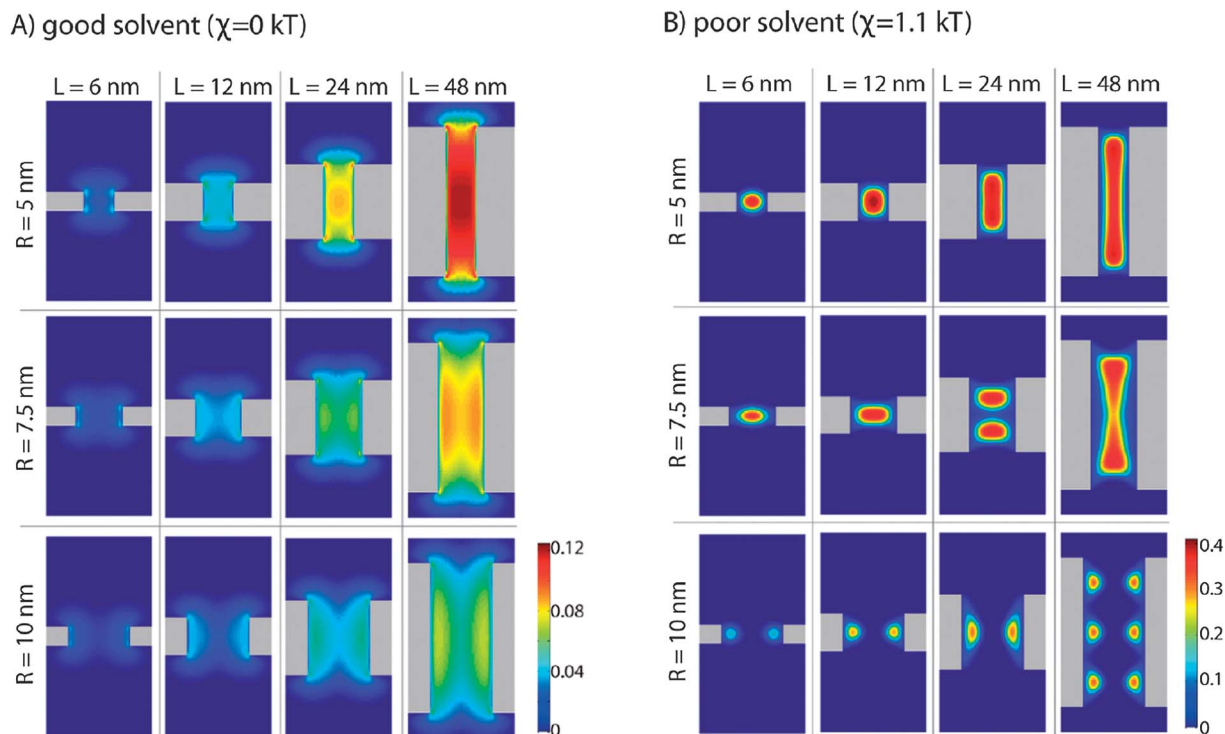 A) good solvent (χ=0 kT)
L = 6 nm
L = 12 nm
L = 24 nm
L = 48 nm
R = 5 nm
R = 7.5 nm
R = 10 nm
0.12
0.08
0.04
0
B) poor solvent (χ=1.1 kT)
L = 6 nm
L = 12 nm
L = 24 nm
L = 48 nm
R = 5 nm
R = 7.5 nm
R = 10 nm
0.4
0.3
0.2
0.1
0